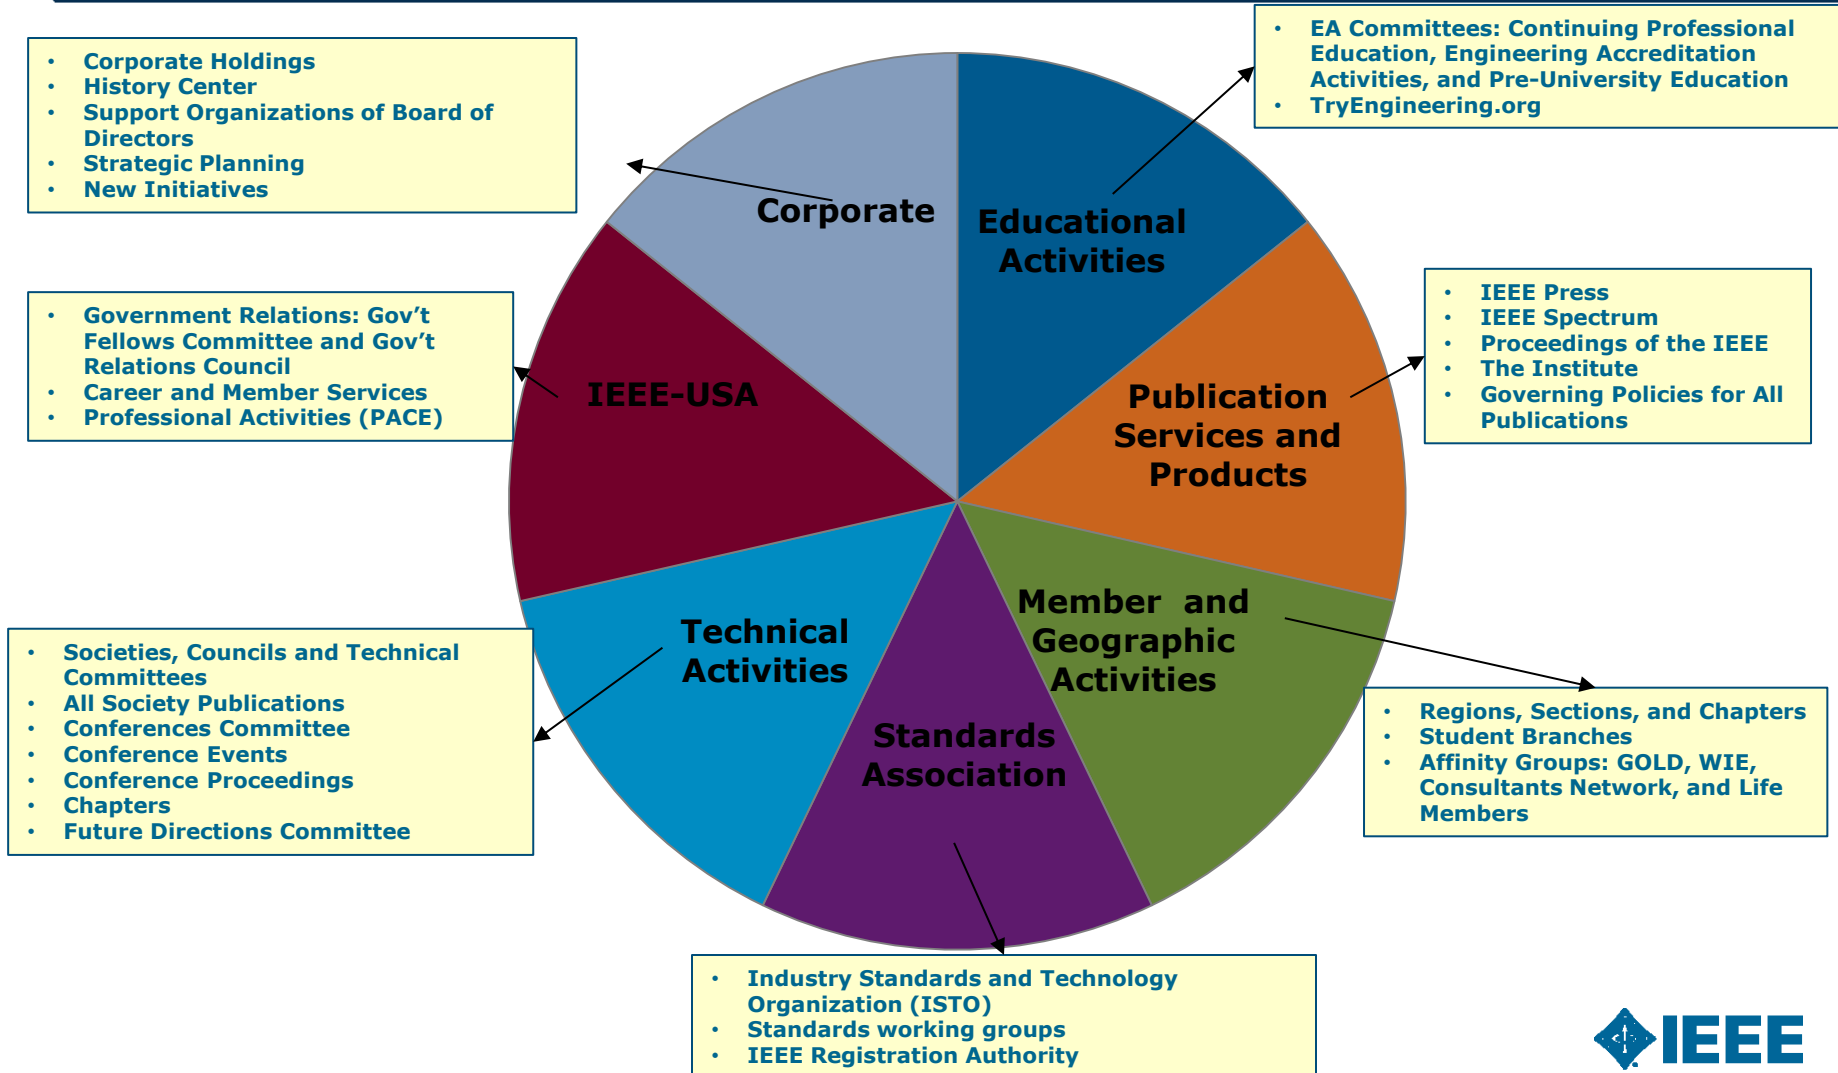 • Corporate Holdings
• History Center
• Support Organizations of Board of
Directors
• Strategic Planning
• New Initiatives
• EA Committees: Continuing Professional
Education, Engineering Accreditation
Activities, and Pre-University Education
• TryEngineering.org
Corporate
Educational
Activities
• Government Relations: Gov’t
Fellows Committee and Gov’t
Relations Council
• Career and Member Services
• Professional Activities (PACE)
IEEE-USA
Publication
Services and
Products
• IEEE Press
• IEEE Spectrum
• Proceedings of the IEEE
• The Institute
• Governing Policies for All
Publications
Technical
Activities
Member and
Geographic
Activities
• Societies, Councils and Technical
Committees
• All Society Publications
• Conferences Committee
• Conference Events
• Conference Proceedings
• Chapters
• Future Directions Committee
Standards
Association
• Regions, Sections, and Chapters
• Student Branches
• Affinity Groups: GOLD, WIE,
Consultants Network, and Life
Members
• Industry Standards and Technology
Organization (ISTO)
• Standards working groups
• IEEE Registration Authority
IEEE